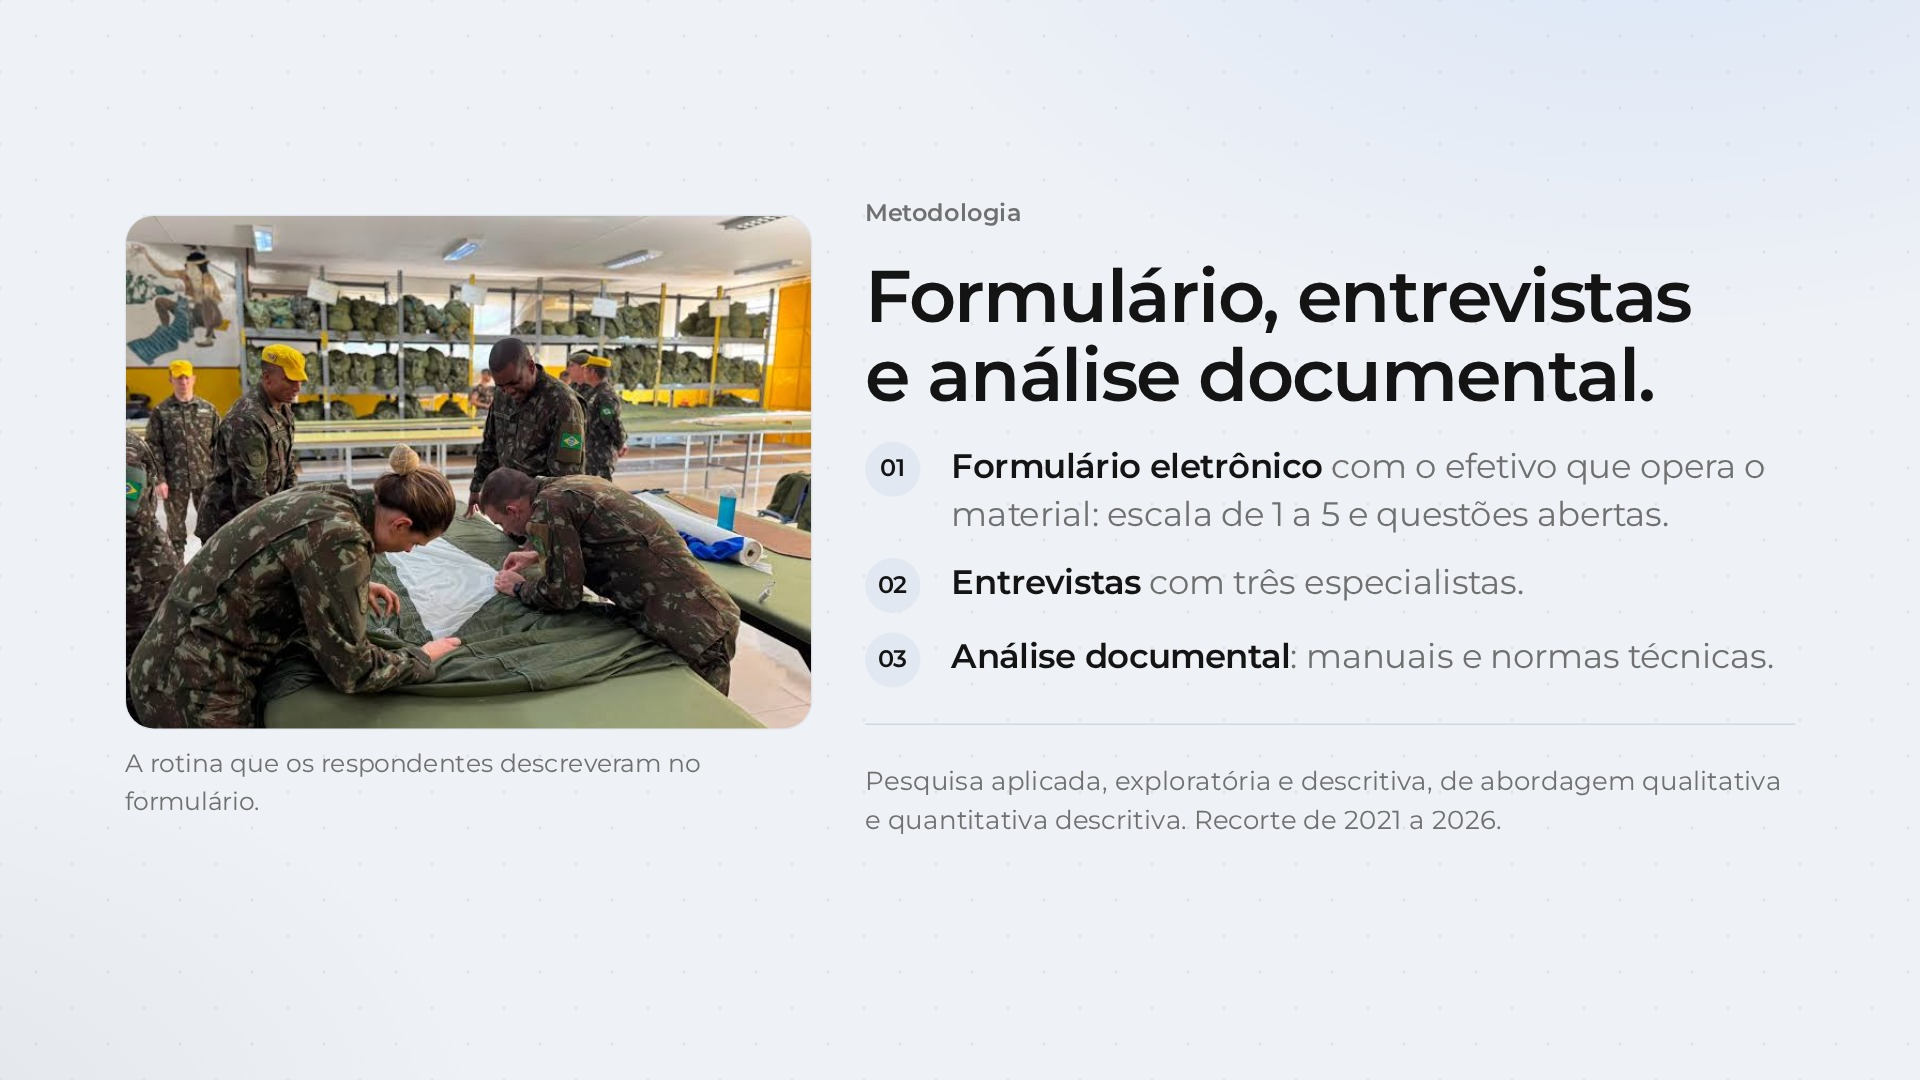 Metodologia
Formulário, entrevistas
e análise documental.
01 Formulário eletrônico com o efetivo que opera o
material: escala de 1 a 5 e questões abertas.
02 Entrevistas com três especialistas.
03 Análise documental: manuais e normas técnicas.
A rotina que os respondentes descreveram no
formulário.
Pesquisa aplicada, exploratória e descritiva, de abordagem qualitativa
e quantitativa descritiva. Recorte de 2021 a 2026.